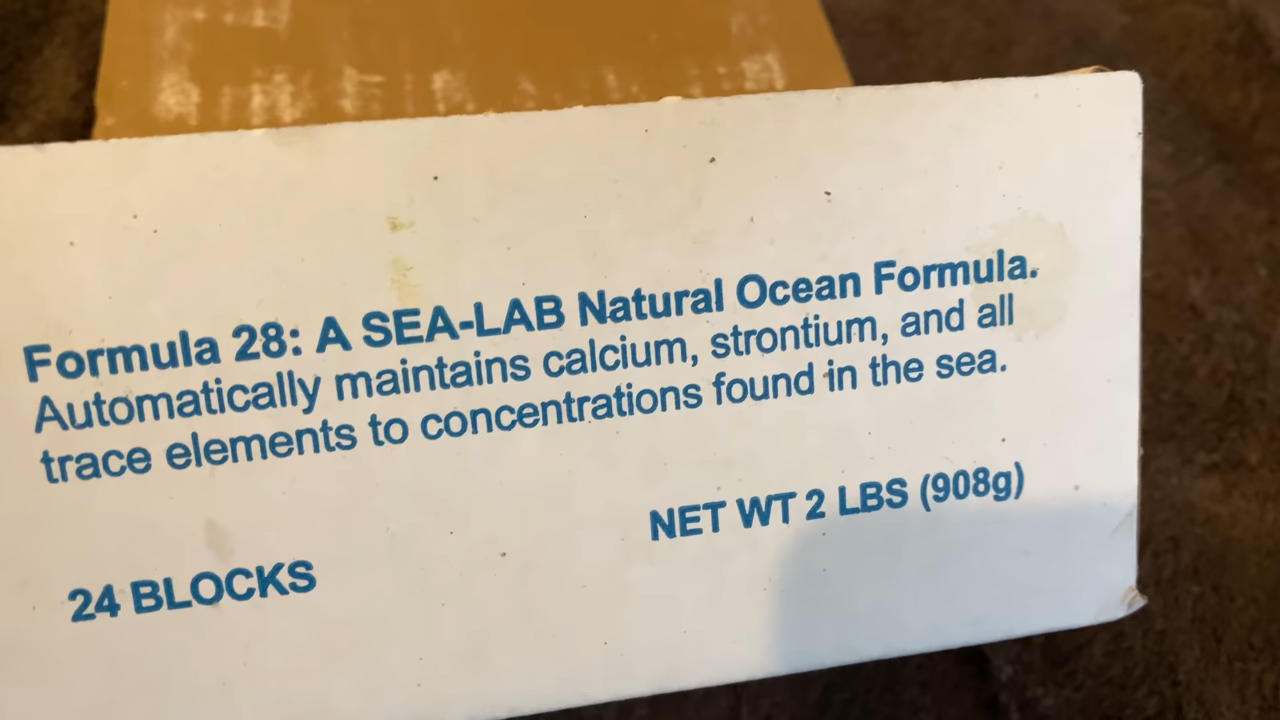 Formula 28: A SEA-LAB Natural Ocean Formula.
Automatically maintains calcium, strontium, and all
trace elements to concentrations found in the sea.
NET WT 2 LBS (908g)
24 BLOCKS